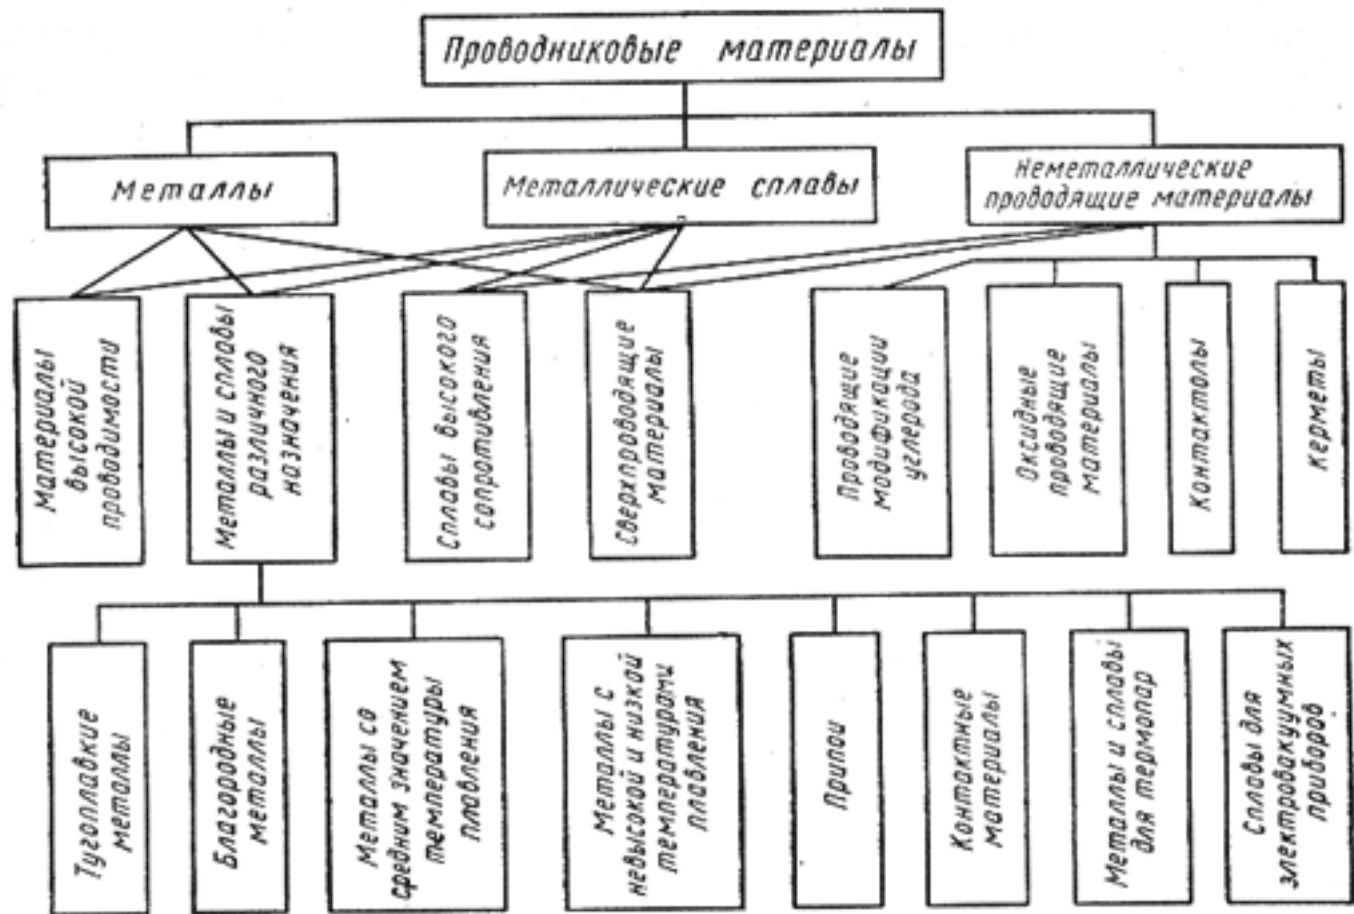 Проводниковые материалы
Металлы
Металлические сплавы
Неметаллические
проводящие материалы
Материалы
высокой
проводимости
Металлы и сплавы
различного
назначения
Сплавы высокого
сопротивления
Сверхпроводящие
материалы
Проводящие
модификации
углерода
Оксидные
проводящие
материалы
Контактолы
Керметы
Тугоплавкие
металлы
Благородные
металлы
Металлы со
средним значением
температуры
плавления
Металлы с
невысокой и низкой
температурами
плавления
Припои
Контактные
материалы
Металлы и сплавы
для термопар
Сплавы для
электровакуумных
приборов